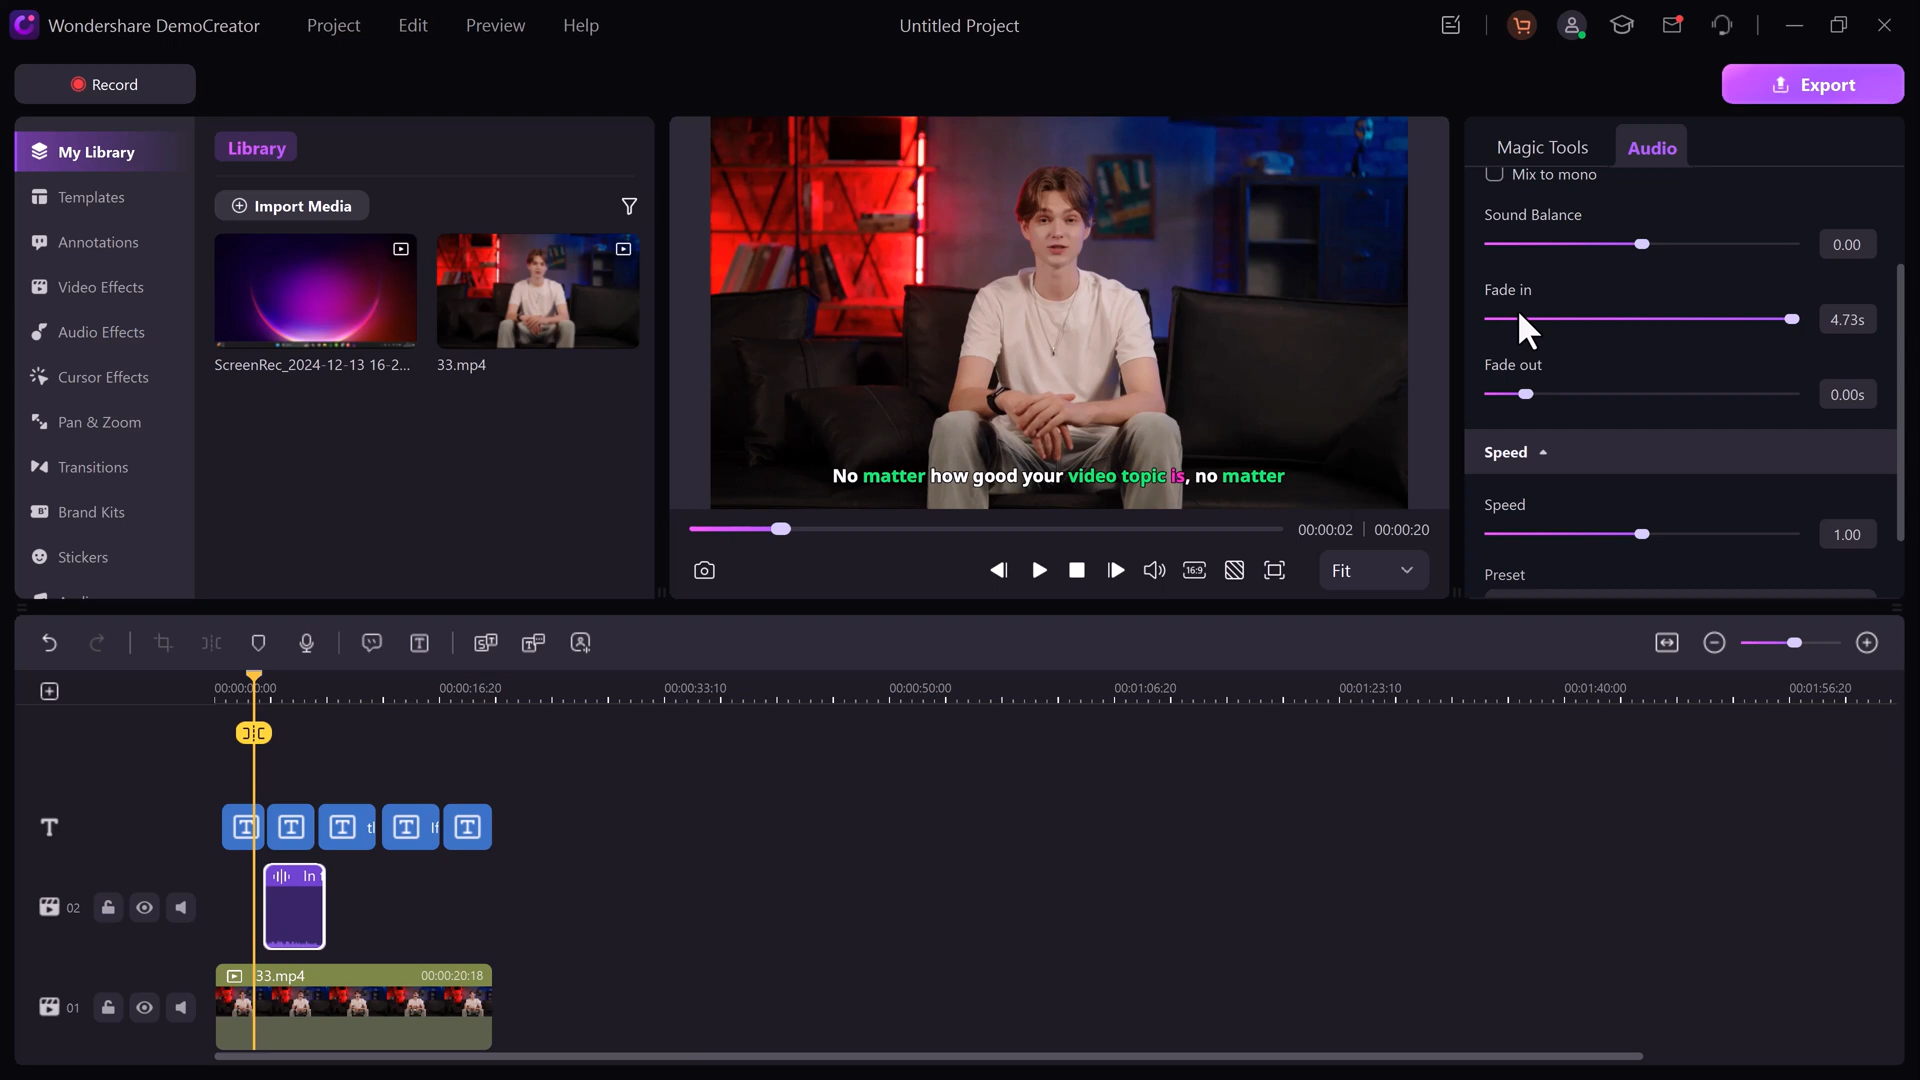 Wondershare DemoCreator
Project
Edit
Preview
Help
Untitled Project
Record
Export
My Library
Templates
Annotations
Video Effects
Audio Effects
Cursor Effects
Pan & Zoom
Transitions
Brand Kits
Stickers
Library
Import Media
ScreenRec_2024-12-13 16-2...
33.mp4
No matter how good your video topic is, no matter
00:00:02 | 00:00:20
16:9
Fit
Magic Tools
Audio
Mix to mono
Sound Balance
0.00
Fade in
4.73s
Fade out
0.00s
Speed
Speed
1.00
Preset
00:00:00:00
00:00:16:20
00:00:33:10
00:00:50:00
00:01:06:20
00:01:23:10
00:01:40:00
00:01:56:20
T
T
T
T
T
T
02
In
01
33.mp4
00:00:20:18